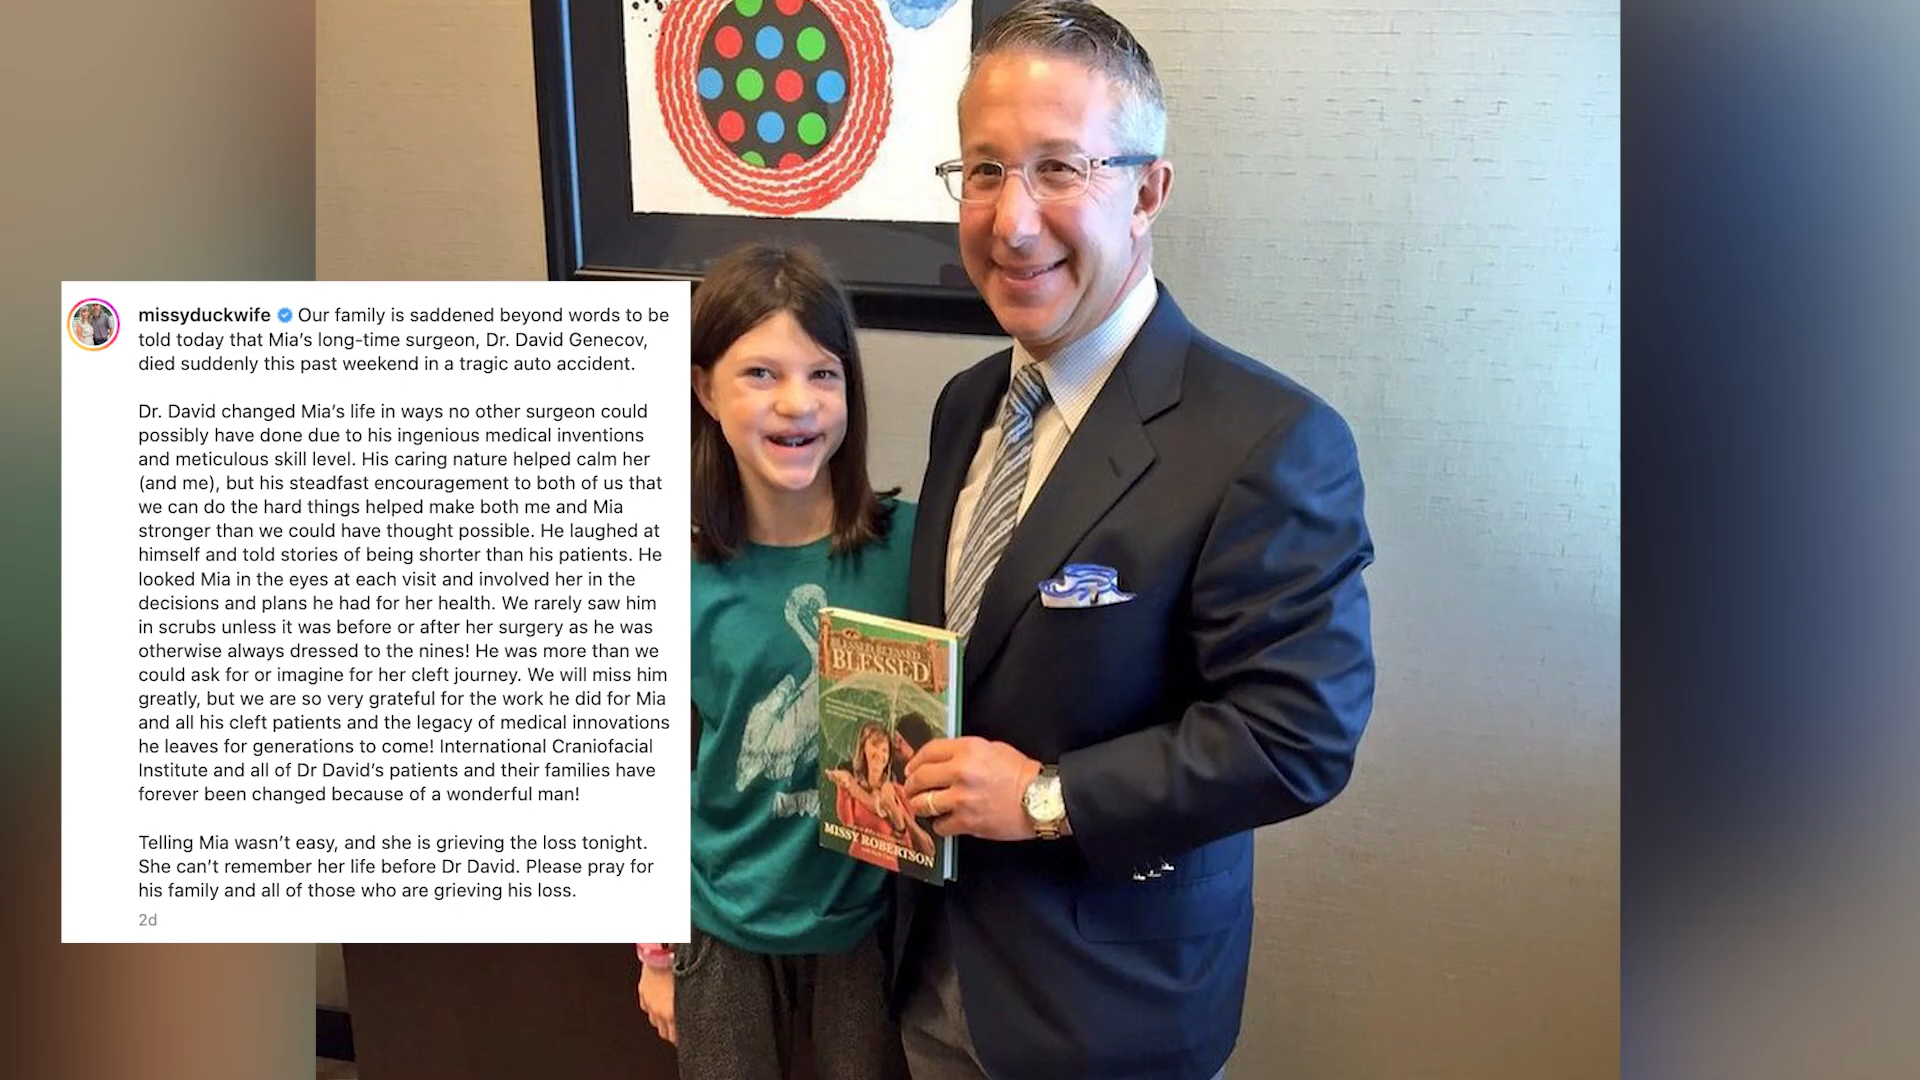 missyduckwife Our family is saddened beyond words to be
told today that Mia's long-time surgeon, Dr. David Genecov,
died suddenly this past weekend in a tragic auto accident.
Dr. David changed Mia's life in ways no other surgeon could
possibly have done due to his ingenious medical inventions
and meticulous skill level. His caring nature helped calm her
(and me), but his steadfast encouragement to both of us that
we can do the hard things helped make both me and Mia
stronger than we could have thought possible. He laughed at
himself and told stories of being shorter than his patients. He
looked Mia in the eyes at each visit and involved her in the
decisions and plans he had for her health. We rarely saw him
in scrubs unless it was before or after her surgery as he was
otherwise always dressed to the nines! He was more than we
could ask for or imagine for her cleft journey. We will miss him
greatly, but we are so very grateful for the work he did for Mia
and all his cleft patients and the legacy of medical innovations
he leaves for generations to come! International Craniofacial
Institute and all of Dr David's patients and their families have
forever been changed because of a wonderful man!
Telling Mia wasn't easy, and she is grieving the loss tonight.
She can't remember her life before Dr David. Please pray for
his family and all of those who are grieving his loss.
2d
BLESSED, BLESSED
BLESSED
MISSY ROBERTSON